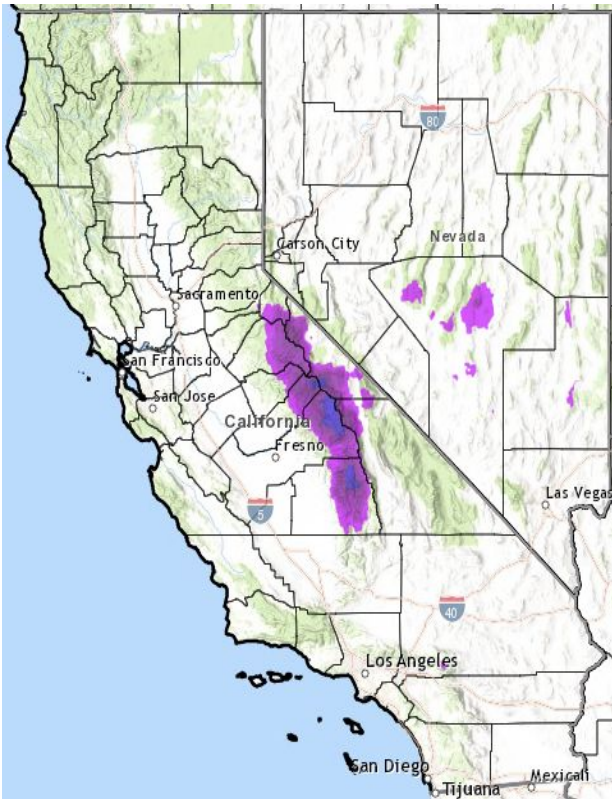 80
Carson City
Nevada
Sacramento
San Francisco
San Jose
California
Fresno
5
Las Vegas
40
Los Angeles
San Diego
Mexicali
Tijuana